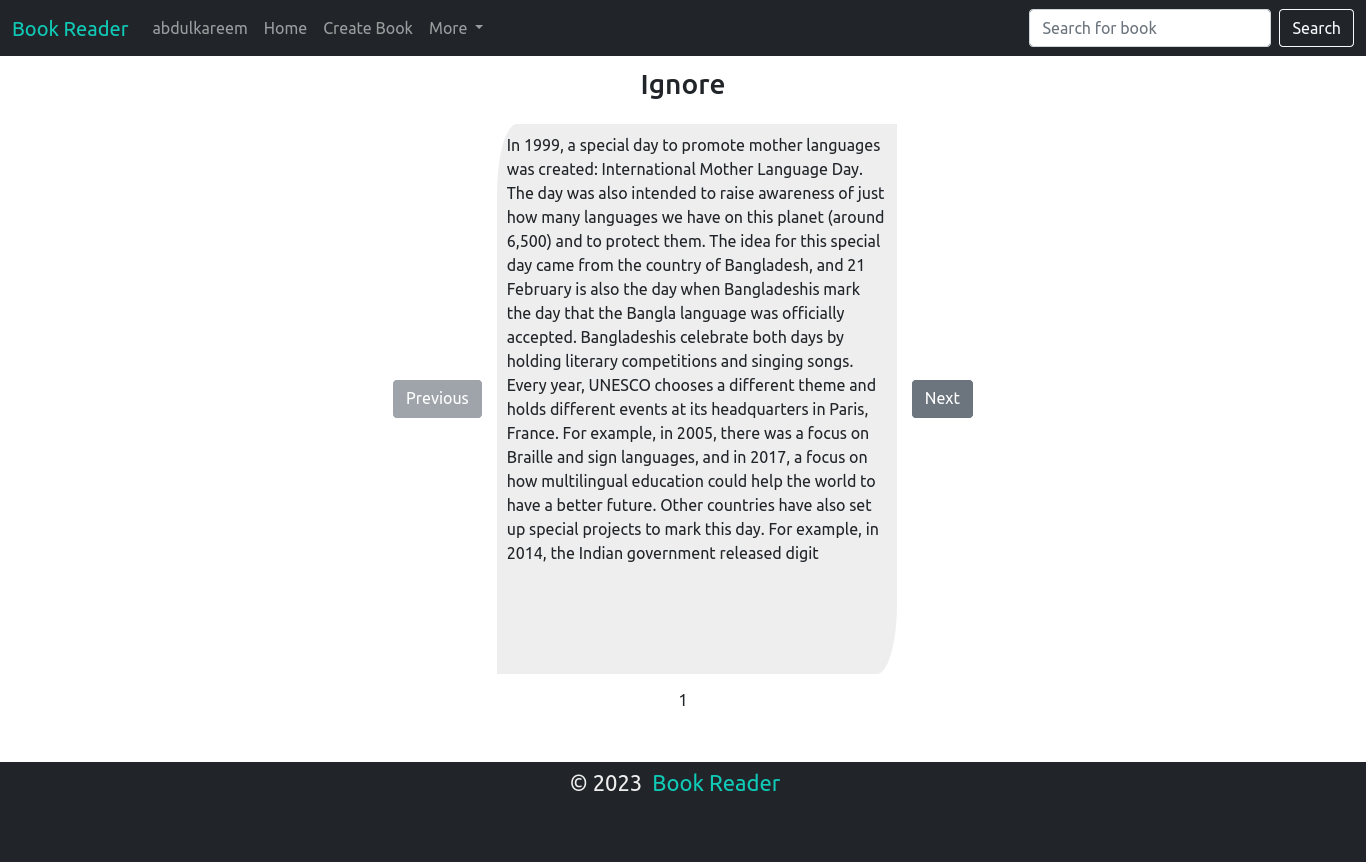 Book Reader abdulkareem Home Create Book More Search for book Search
Ignore
In 1999, a special day to promote mother languages
was created: International Mother Language Day.
The day was also intended to raise awareness of just
how many languages we have on this planet (around
6,500) and to protect them. The idea for this special
day came from the country of Bangladesh, and 21
February is also the day when Bangladeshis mark
the day that the Bangla language was officially
accepted. Bangladeshis celebrate both days by
holding literary competitions and singing songs.
Every year, UNESCO chooses a different theme and
holds different events at its headquarters in Paris,
France. For example, in 2005, there was a focus on
Braille and sign languages, and in 2017, a focus on
how multilingual education could help the world to
have a better future. Other countries have also set
up special projects to mark this day. For example, in
2014, the Indian government released digit
Previous
Next
1
© 2023 Book Reader